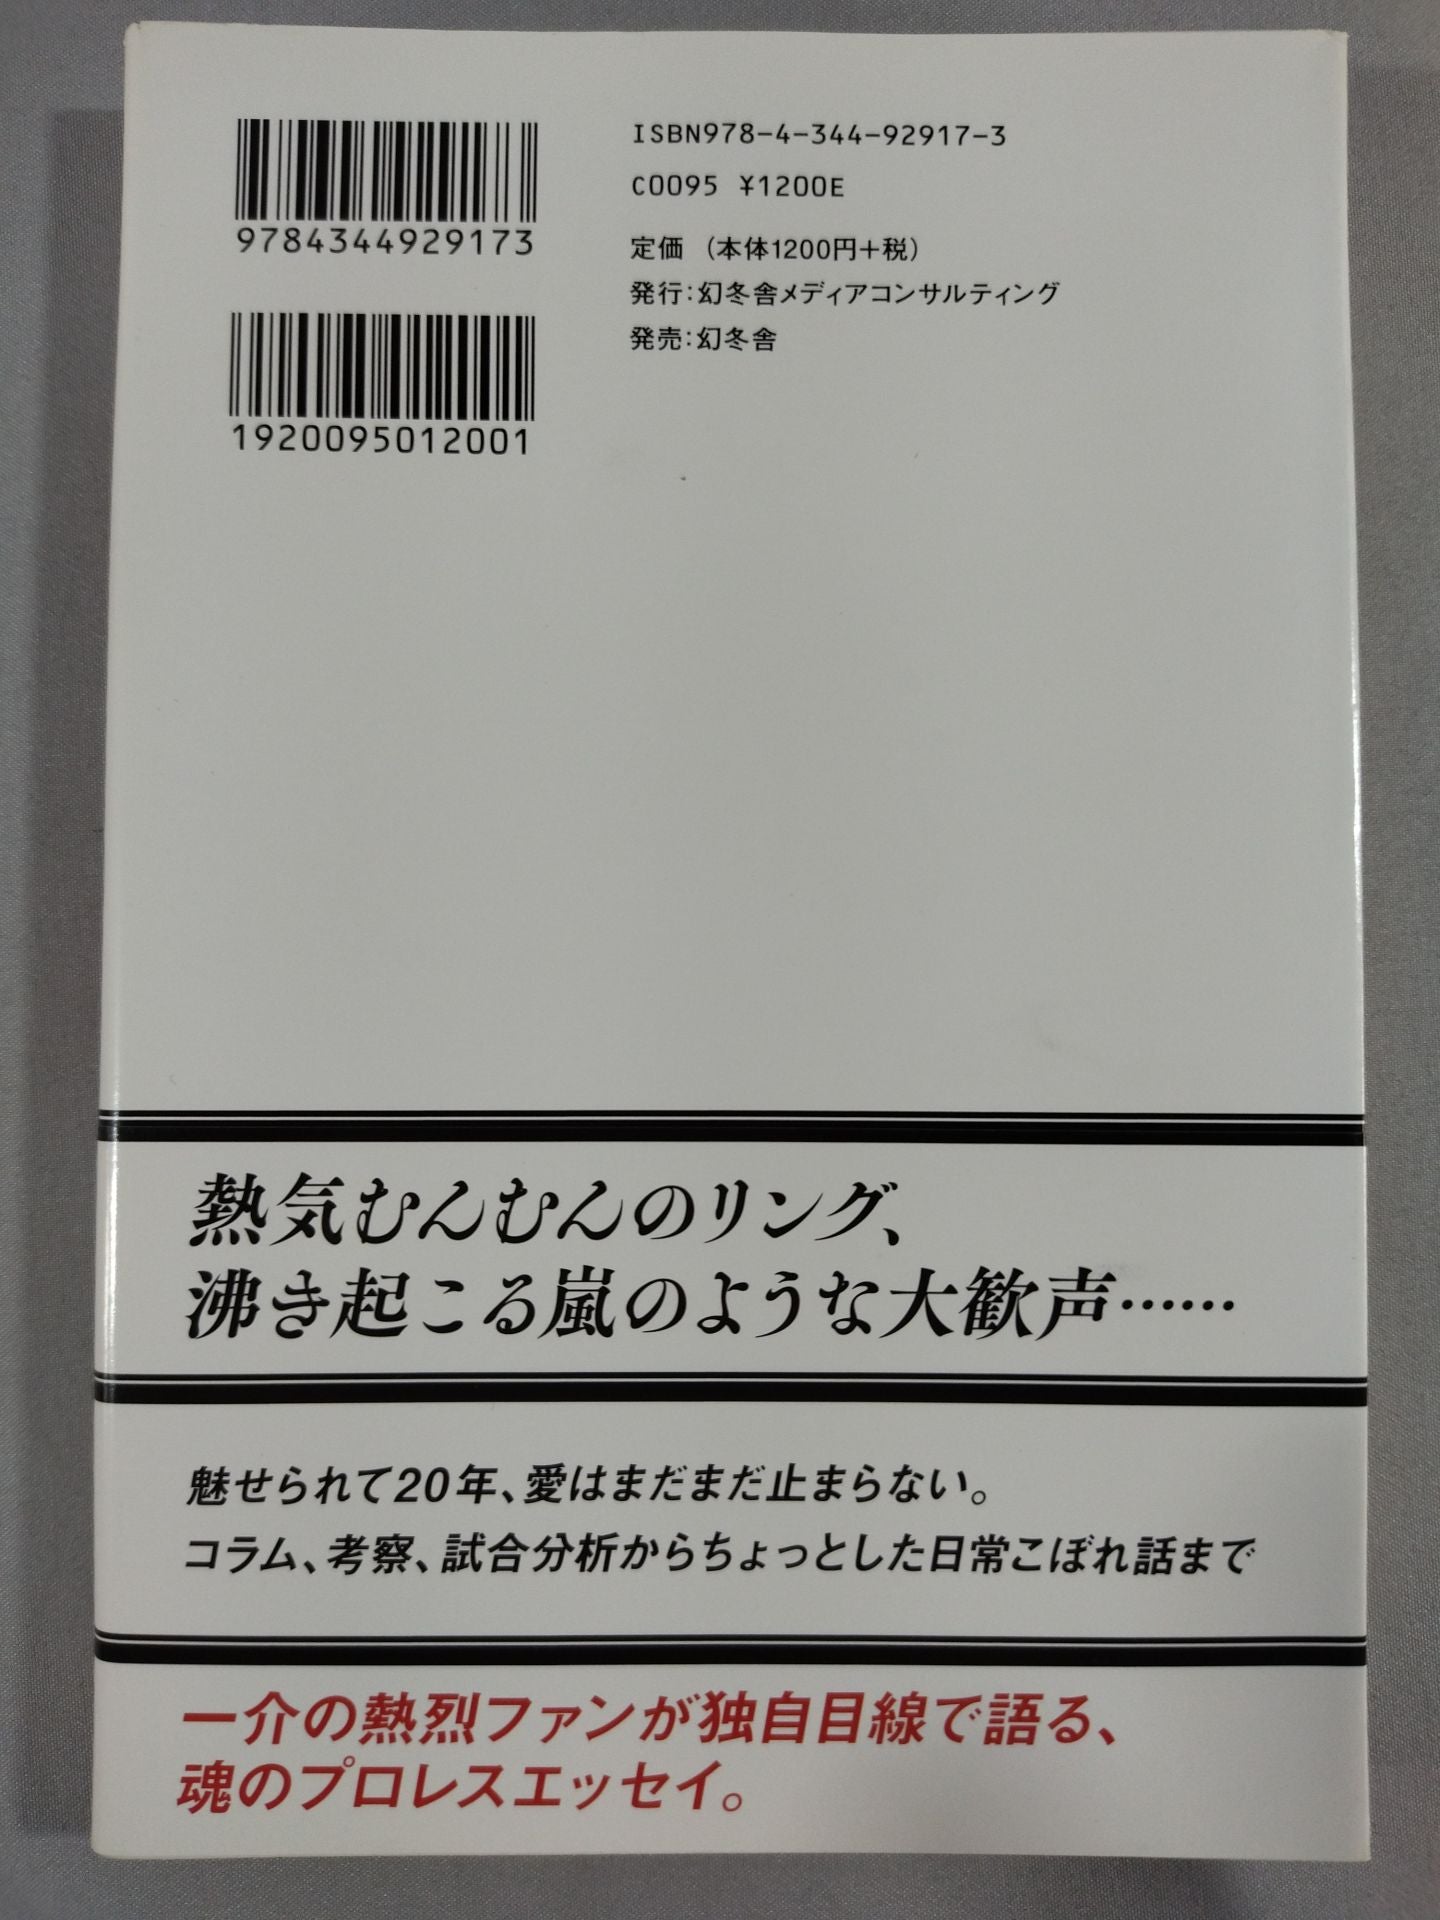 9784344929173
1920095012001
ISBN978-4-344-92917-3
C0095 ¥1200E
定価 （本体1200円＋税）
発行：幻冬舎メディアコンサルティング
発売：幻冬舎
熱気むんむんのリング、
沸き起こる嵐のような大歓声……
魅せられて20年、愛はまだまだ止まらない。
コラム、考察、試合分析からちょっとした日常こぼれ話まで
一介の熱烈ファンが独自目線で語る、
魂のプロレスエッセイ。